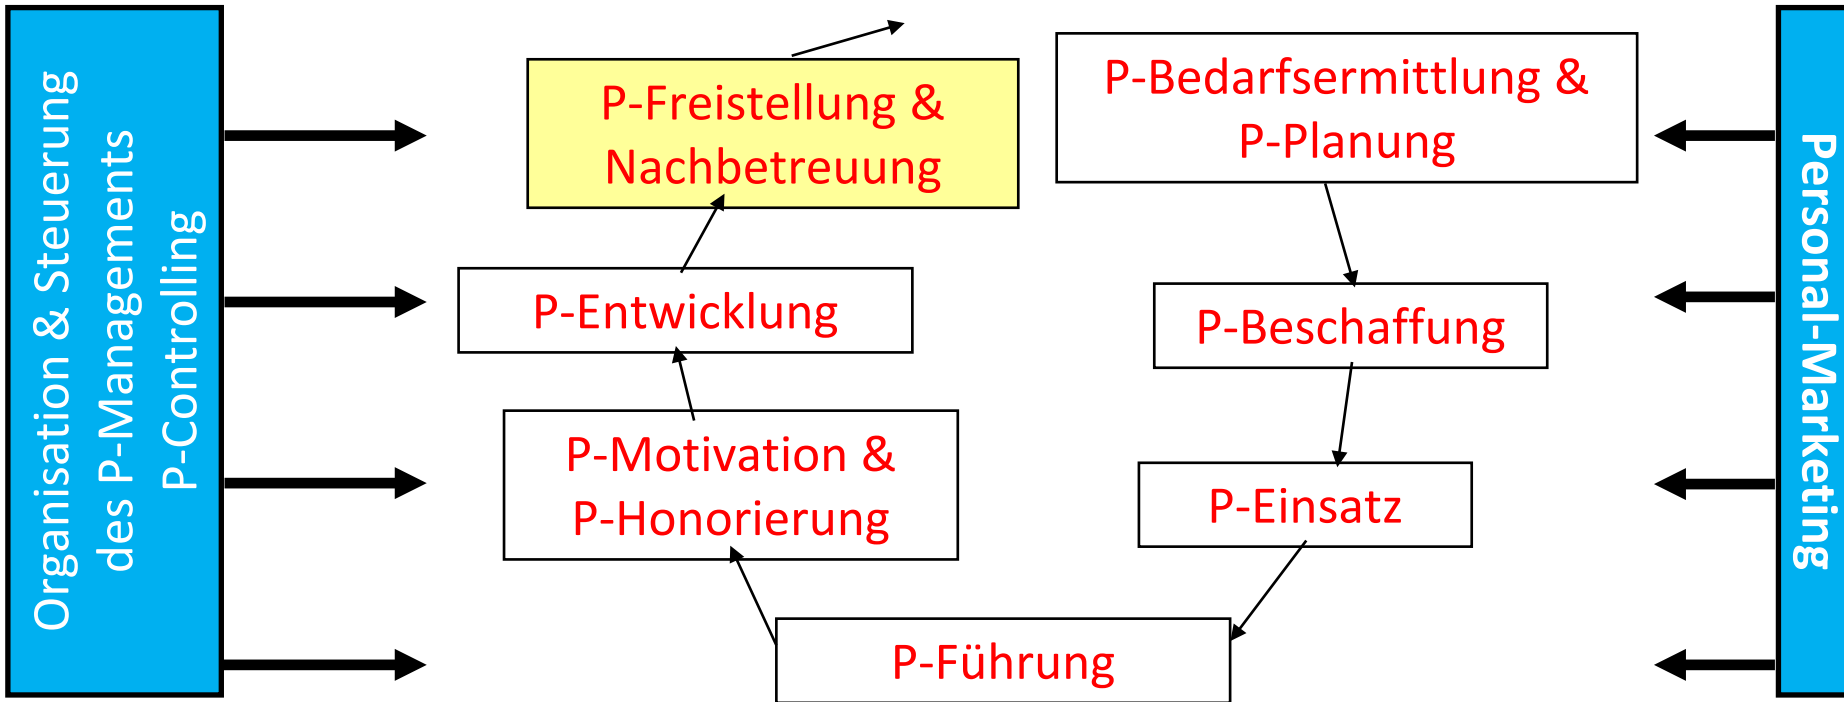 Organisation & Steuerung
des P-Managements
P-Controlling
P-Freistellung &
Nachbetreuung
P-Bedarfsermittlung &
P-Planung
P-Entwicklung
P-Beschaffung
P-Motivation &
P-Honorierung
P-Einsatz
P-Führung
Personal-Marketing